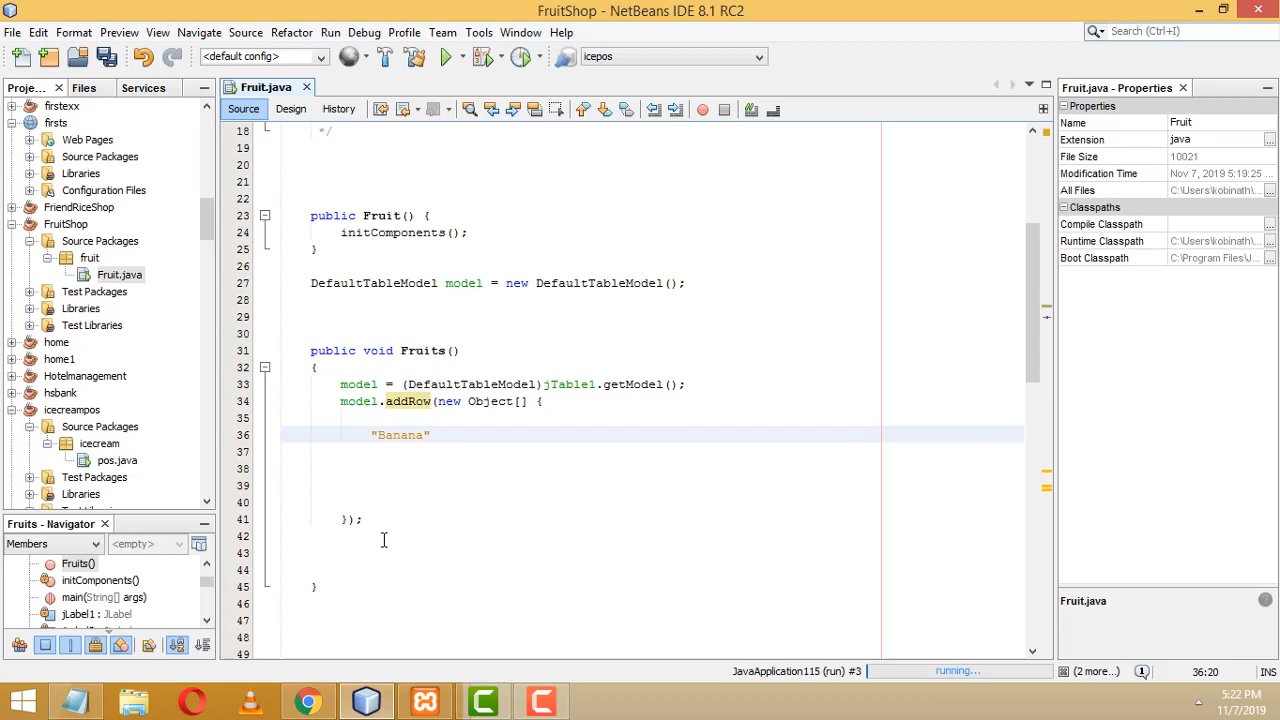 FruitShop - NetBeans IDE 8.1 RC2
File Edit Format Preview View Navigate Source Refactor Run Debug Profile Team Tools Window Help
Search (Ctrl+I)
<default config>
icepos
Proje...
Files
Services
firstexx
firsts
Web Pages
Source Packages
Libraries
Configuration Files
FriendRiceShop
FruitShop
Source Packages
fruit
Fruit.java
Test Packages
Libraries
Test Libraries
home
home1
Hotelmanagement
hsbank
icecreampos
Source Packages
icecream
pos.java
Test Packages
Libraries
Fruits - Navigator
Members
<empty>
Fruits()
initComponents()
main(String[] args)
jLabel1 : JLabel
Fruit.java
Source Design History
18 */
19
20
21
22
23 public Fruit() {
24 initComponents();
25 }
26
27 DefaultTableModel model = new DefaultTableModel();
28
29
30
31 public void Fruits()
32 {
33 model = (DefaultTableModel)jTable1.getModel();
34 model.addRow(new Object[] {
35
36 "Banana"
37
38
39
40
41 });
42
43
44
45 }
46
47
48
49
Fruit.java - Properties
Properties
Name Fruit
Extension java
File Size 10021
Modification Time Nov 7, 2019 5:19:25 ...
All Files C:\Users\kobinath\...
Classpaths
Compile Classpath
Runtime Classpath C:\Users\kobinath\...
Boot Classpath C:\Program Files\J...
Fruit.java
JavaApplication115 (run) #3
running...
(2 more...)
1
36:20
INS
5:22 PM
11/7/2019